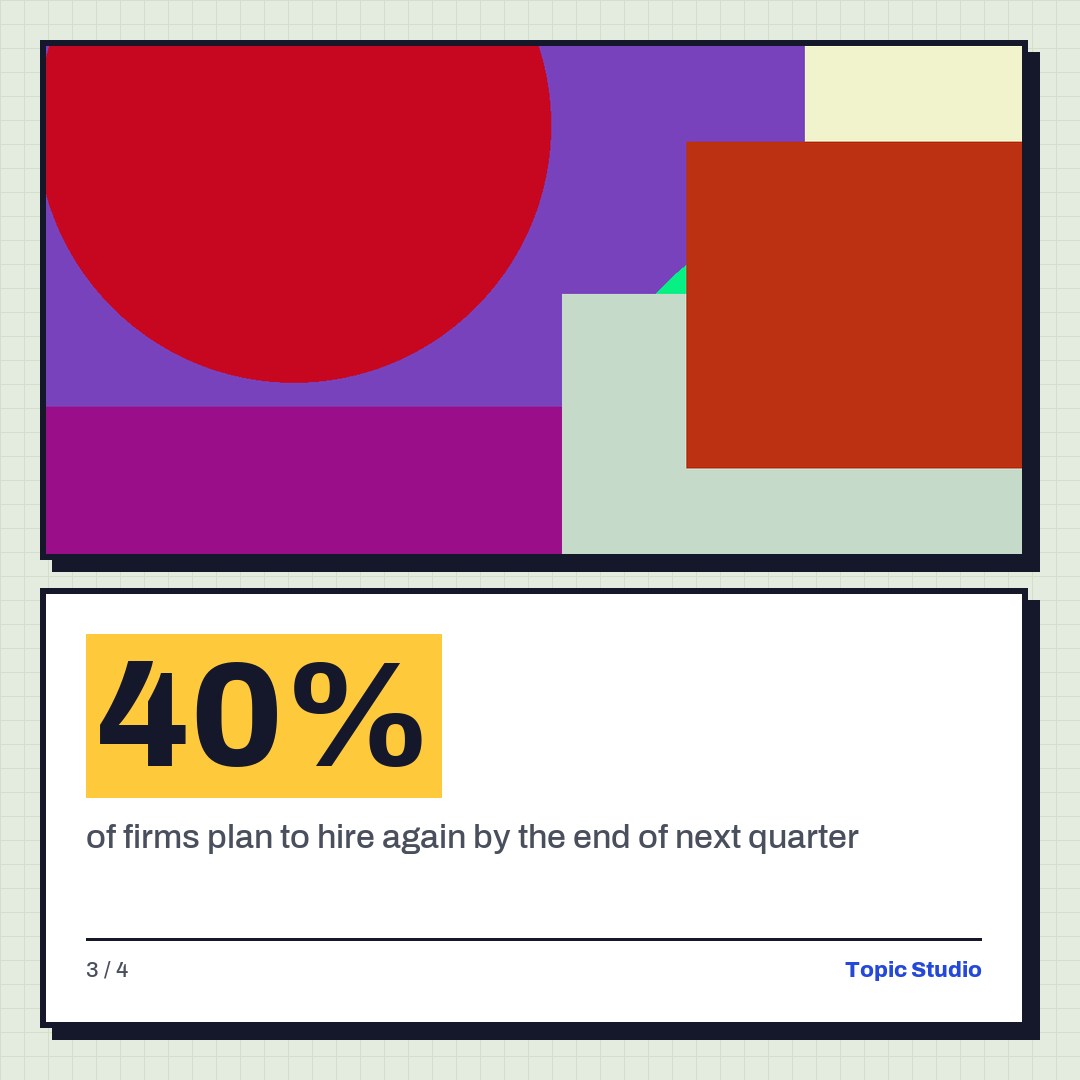 40%
of firms plan to hire again by the end of next quarter
3 / 4
Topic Studio